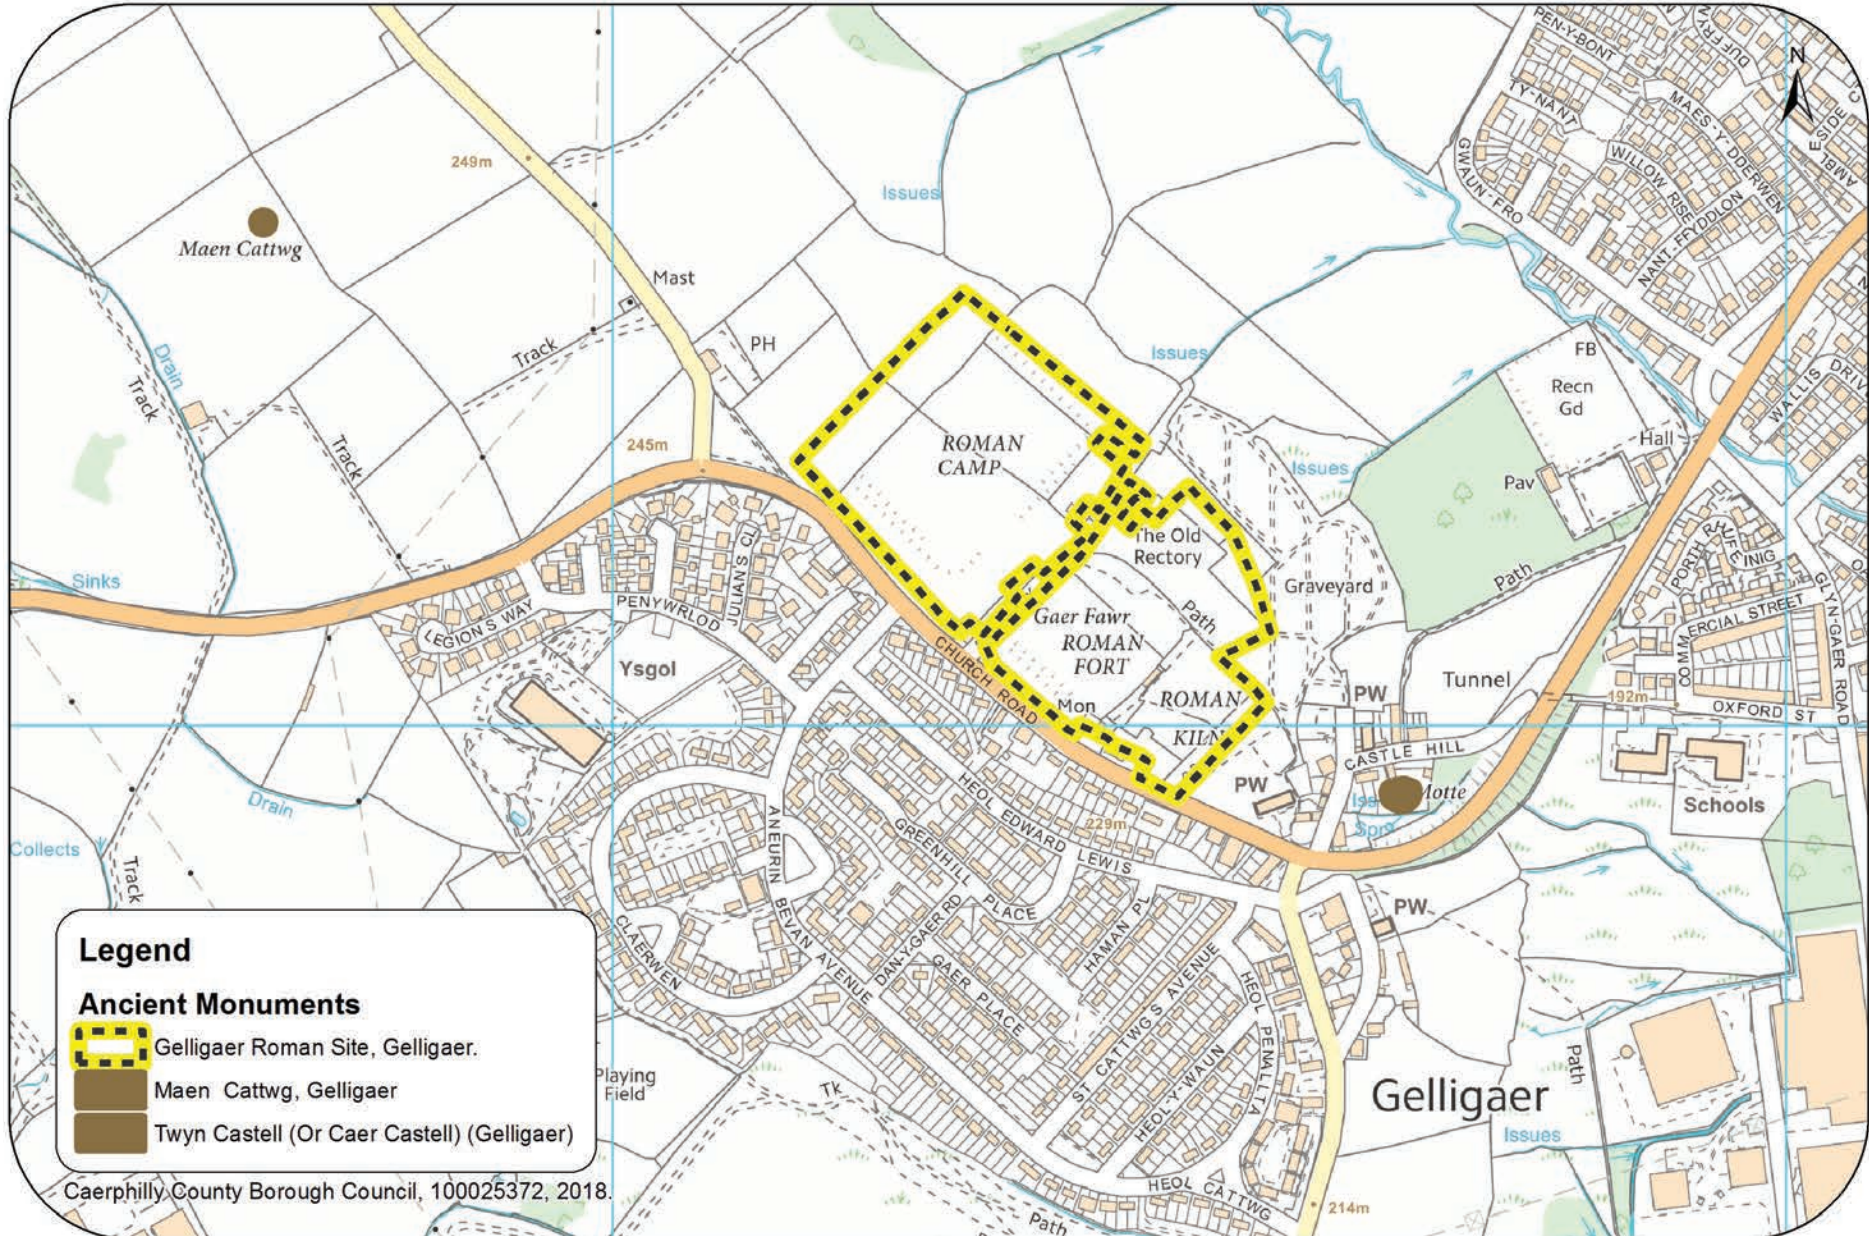 PEN-Y-BONT
DUFFRYN
TY-NANT
MAES-Y-DDERWEN
N
GWAUN-FRO
WILLOW RISE
NANT-FFYDDLON
249m
Issues
Maen Cattwg
Mast
Track
PH
Issues
FB
Recn
Gd
WALLIS
Drain
Track
245m
ROMAN
CAMP
Hall
Issues
Pav
Track
The Old
Rectory
Path
Graveyard
Sinks
JULIAN'S CL
PENYWRLOD
LEGIONS WAY
Gaer Fawr
ROMAN
FORT
Path
COMMERCIAL STREET
GLYN-GAER ROAD
Ysgol
CHURCH ROAD
Tunnel
PW
192m
OXFORD ST
Mon
ROMAN
KILN
CASTLE HILL
PW
Motte
Schools
Drain
ANEURIN BEVAN AVENUE
HEOL EDWARD LEWIS
229m
Collects
Track
GREENHILL PLACE
PW
CLAERWEN
DAN-Y-GAER RD
GAER PLACE
HAMAN PL
ST CATTWG'S AVENUE
HEOL PENALLTA
HEOL-Y-WAUN
Playing
Field
Tk
Gelligaer
Path
Issues
HEOL CATTWG
214m
Path
Legend
Ancient Monuments
Gelligaer Roman Site, Gelligaer.
Maen Cattwg, Gelligaer
Twyn Castell (Or Caer Castell) (Gelligaer)
Caerphilly County Borough Council, 100025372, 2018.